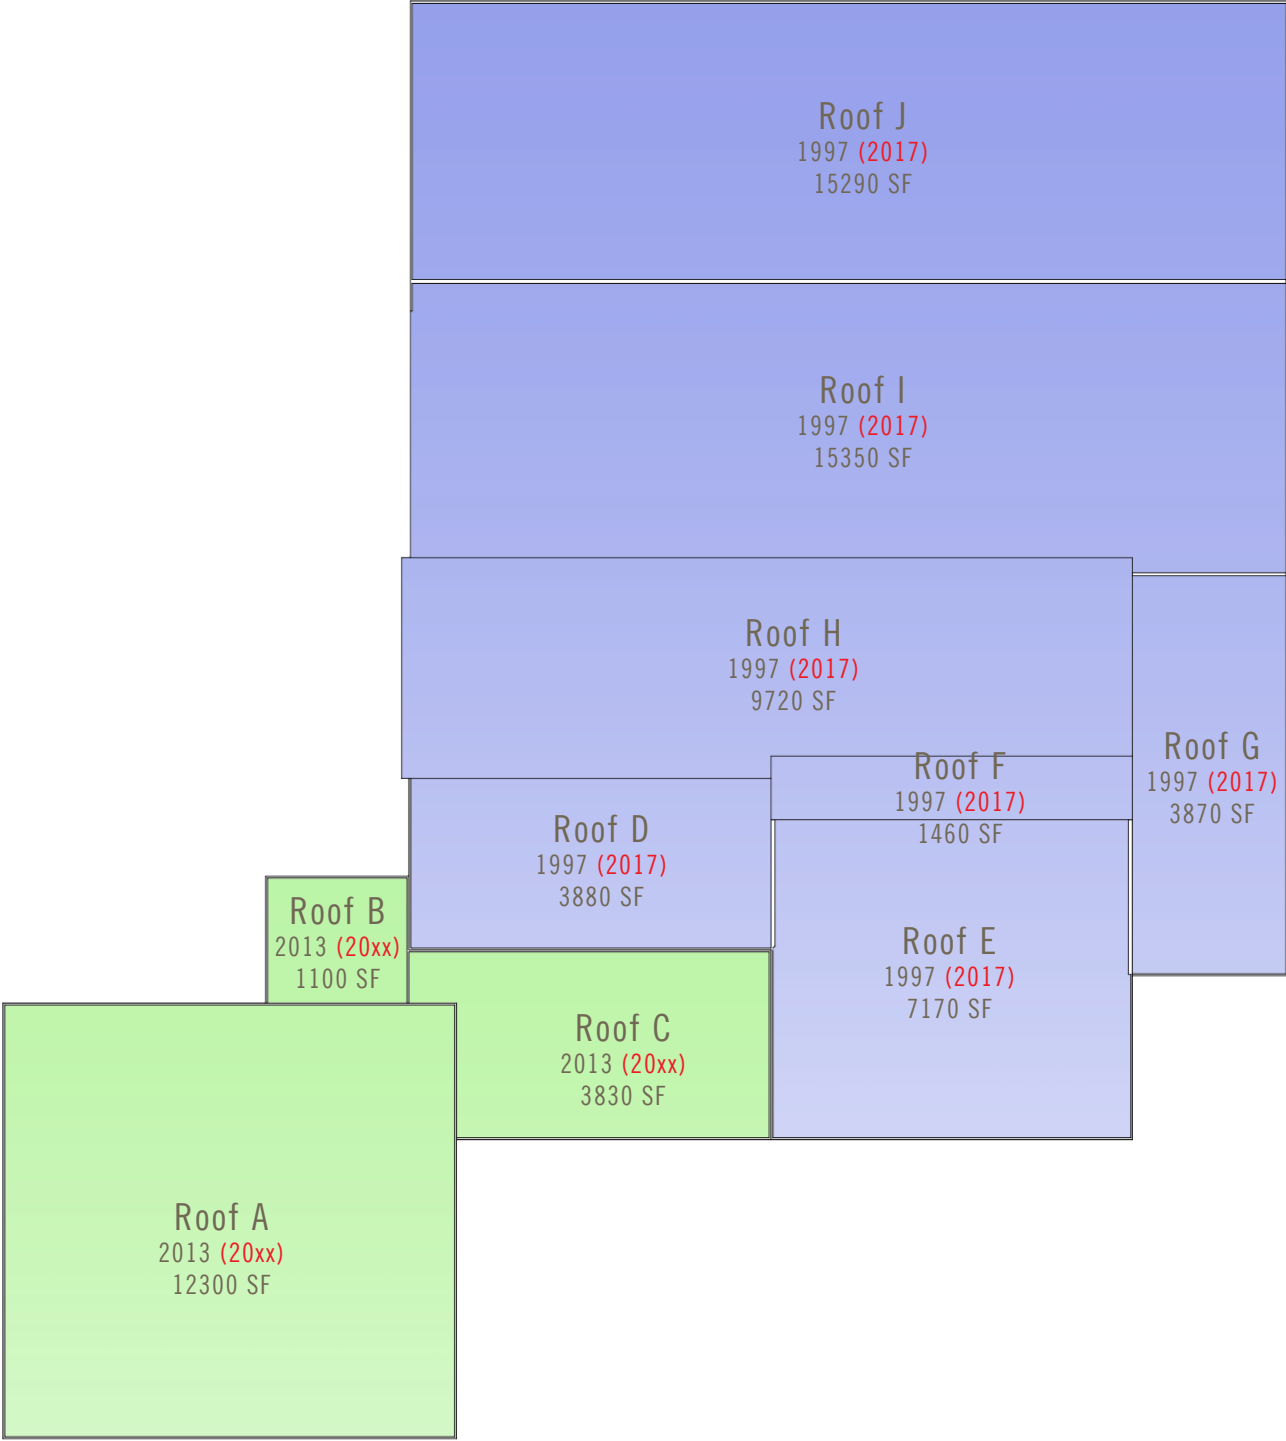 Roof J
1997 (2017)
15290 SF
Roof I
1997 (2017)
15350 SF
Roof H
1997 (2017)
9720 SF
Roof F
1997 (2017)
1460 SF
Roof G
1997 (2017)
3870 SF
Roof D
1997 (2017)
3880 SF
Roof B
2013 (20xx)
1100 SF
Roof E
1997 (2017)
7170 SF
Roof C
2013 (20xx)
3830 SF
Roof A
2013 (20xx)
12300 SF